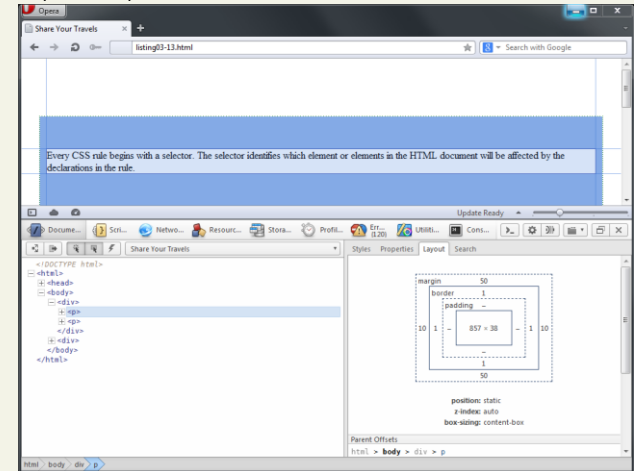 Opera
Share Your Travels × +
listing03-13.html
Search with Google
Every CSS rule begins with a selector. The selector identifies which element or elements in the HTML document will be affected by the
declarations in the rule.
Update Ready
Docume... Scri... Netwo... Resourc... Stora... Profil... Err... (120) Utiliti... Cons...
Share Your Travels
Styles Properties Layout Search
<!DOCTYPE html>
<html>
<head>
<body>
<div>
<p>
<p>
</div>
<div>
</body>
</html>
margin 50
border 1
padding –
10 1 – 857 × 38 – 1 10
–
1
50
position: static
z-index: auto
box-sizing: content-box
Parent Offsets
html > body > div > p
html body div p